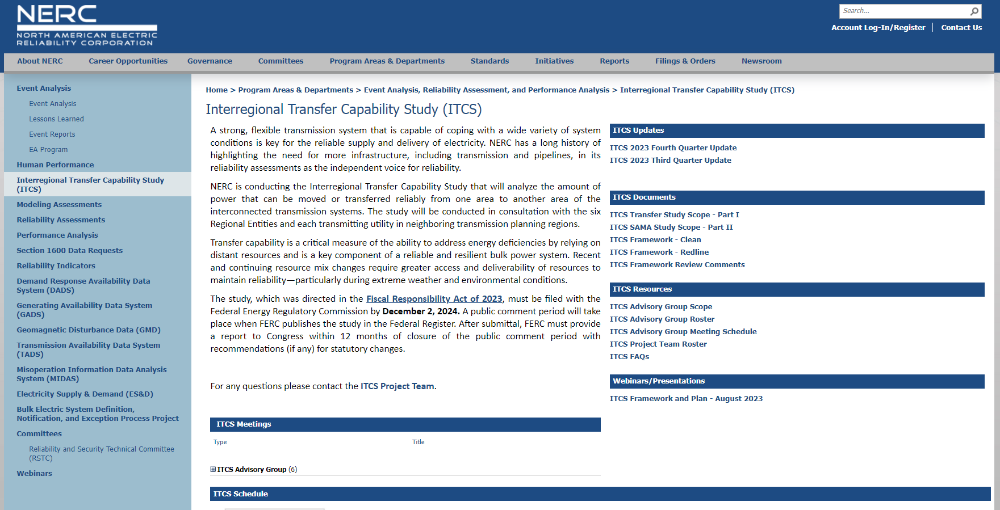 NERC
NORTH AMERICAN ELECTRIC
RELIABILITY CORPORATION
Search...
Account Log-In/Register
Contact Us
About NERC
Career Opportunities
Governance
Committees
Program Areas & Departments
Standards
Initiatives
Reports
Filings & Orders
Newsroom
Event Analysis
Event Analysis
Lessons Learned
Event Reports
EA Program
Human Performance
Interregional Transfer Capability Study
(ITCS)
Modeling Assessments
Reliability Assessments
Performance Analysis
Section 1600 Data Requests
Reliability Indicators
Demand Response Availability Data
System (DADS)
Generating Availability Data System
(GADS)
Geomagnetic Disturbance Data (GMD)
Transmission Availability Data System
(TADS)
Misoperation Information Data Analysis
System (MIDAS)
Electricity Supply & Demand (ES&D)
Bulk Electric System Definition,
Notification, and Exception Process Project
Committees
Reliability and Security Technical Committee
(RSTC)
Webinars
Home > Program Areas & Departments > Event Analysis, Reliability Assessment, and Performance Analysis > Interregional Transfer Capability Study (ITCS)
Interregional Transfer Capability Study (ITCS)
A strong, flexible transmission system that is capable of coping with a wide variety of system
conditions is key for the reliable supply and delivery of electricity. NERC has a long history of
highlighting the need for more infrastructure, including transmission and pipelines, in its
reliability assessments as the independent voice for reliability.
NERC is conducting the Interregional Transfer Capability Study that will analyze the amount of
power that can be moved or transferred reliably from one area to another area of the
interconnected transmission systems. The study will be conducted in consultation with the six
Regional Entities and each transmitting utility in neighboring transmission planning regions.
Transfer capability is a critical measure of the ability to address energy deficiencies by relying on
distant resources and is a key component of a reliable and resilient bulk power system. Recent
and continuing resource mix changes require greater access and deliverability of resources to
maintain reliability—particularly during extreme weather and environmental conditions.
The study, which was directed in the Fiscal Responsibility Act of 2023, must be filed with the
Federal Energy Regulatory Commission by December 2, 2024. A public comment period will take
place when FERC publishes the study in the Federal Register. After submittal, FERC must provide
a report to Congress within 12 months of closure of the public comment period with
recommendations (if any) for statutory changes.
For any questions please contact the ITCS Project Team.
ITCS Meetings
Type
Title
ITCS Advisory Group (6)
ITCS Updates
ITCS 2023 Fourth Quarter Update
ITCS 2023 Third Quarter Update
ITCS Documents
ITCS Transfer Study Scope - Part I
ITCS SAMA Study Scope - Part II
ITCS Framework - Clean
ITCS Framework - Redline
ITCS Framework Review Comments
ITCS Resources
ITCS Advisory Group Scope
ITCS Advisory Group Roster
ITCS Advisory Group Meeting Schedule
ITCS Project Team Roster
ITCS FAQs
Webinars/Presentations
ITCS Framework and Plan - August 2023
ITCS Schedule